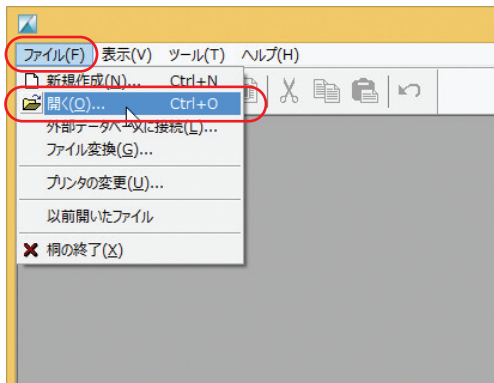 ファイル(F) 表示(V) ツール(T) ヘルプ(H)
新規作成(N)... Ctrl+N
開く(O)... Ctrl+O
外部データベースに接続(L)...
ファイル変換(G)...
プリンタの変更(U)...
以前開いたファイル
桐の終了(X)